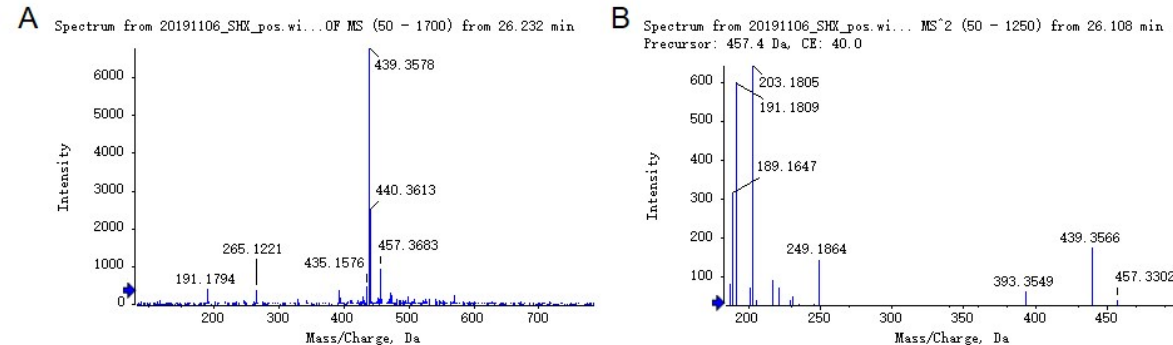 A
Spectrum from 20191106_SHX_pos.wi...OF MS (50 - 1700) from 26.232 min
439.3578
6000
5000
4000
Intensity
3000
440.3613
2000
265.1221
457.3683
1000
435.1576
191.1794
0
200 300 400 500 600 700
Mass/Charge, Da
B
Spectrum from 20191106_SHX_pos.wi... MS^2 (50 - 1250) from 26.108 min
Precursor: 457.4 Da, CE: 40.0
600
203.1805
191.1809
500
400
Intensity
189.1647
300
200
439.3566
249.1864
100
393.3549
457.3302
200 250 300 350 400 450
Mass/Charge, Da